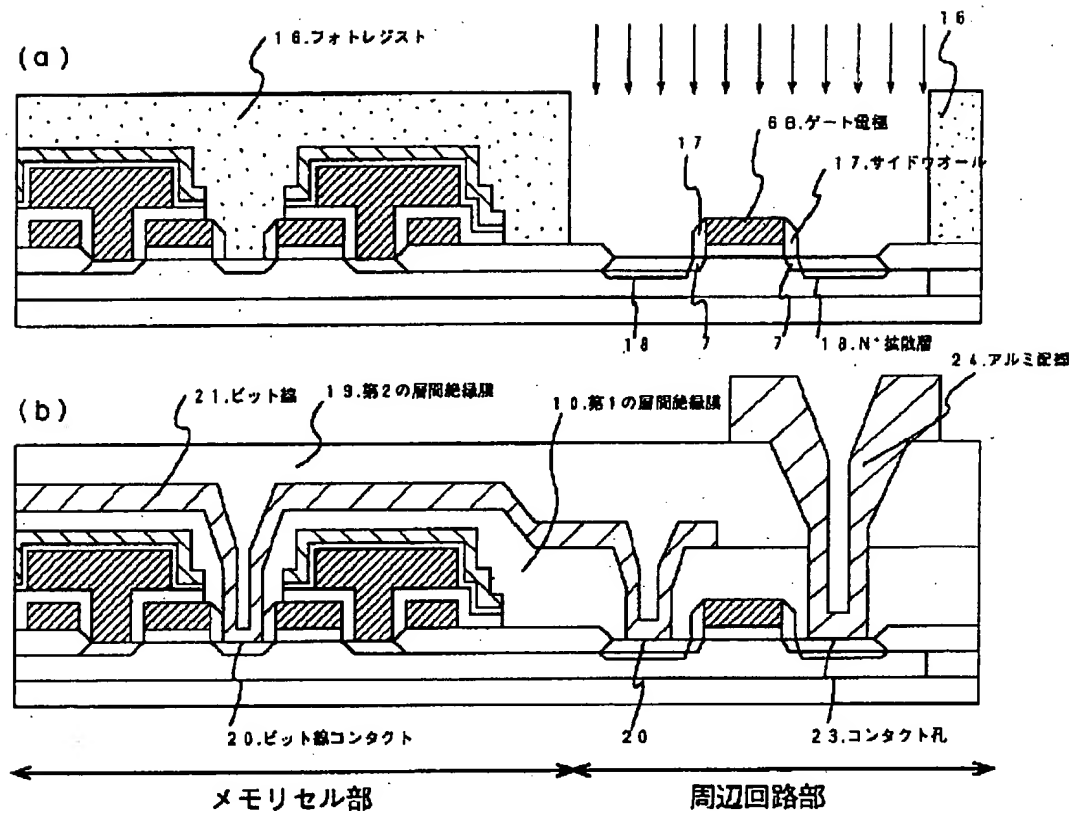 (a)
16.フォトレジスト
16
6B.ゲート電極
17
17.サイドウオール
18
7
7
18.N⁺拡散層
(b)
21.ビット線
19.第2の層間絶縁膜
10.第1の層間絶縁膜
24.アルミ配線
20.ビット線コンタクト
20
23.コンタクト孔
メモリセル部
周辺回路部